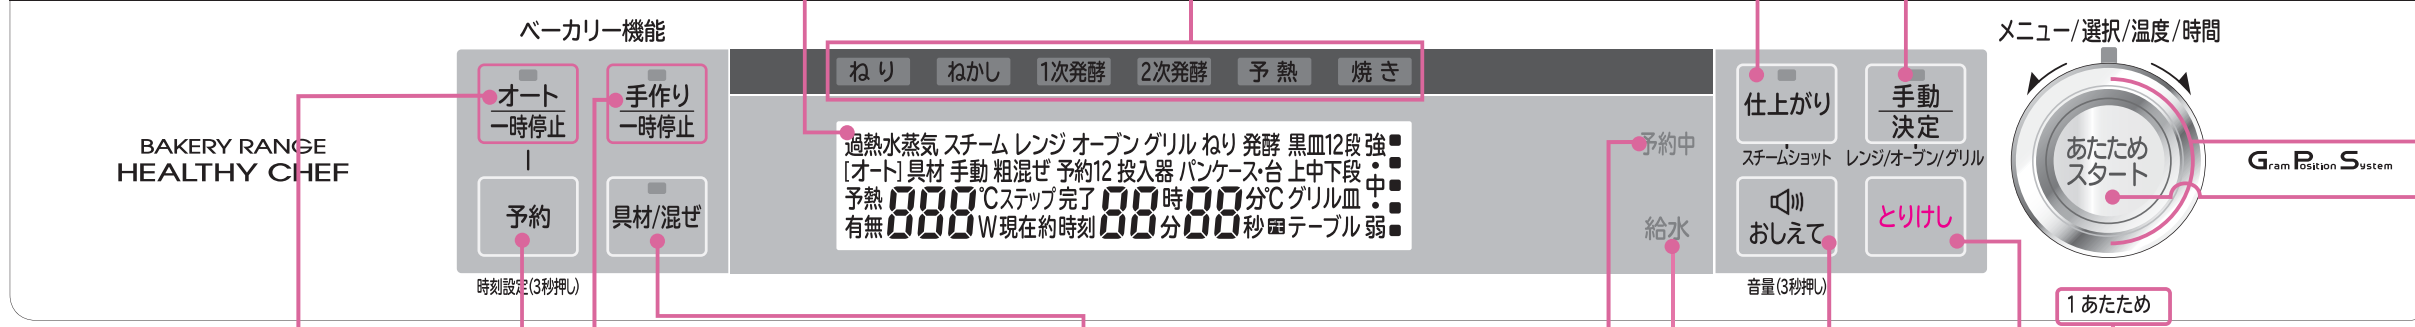 ベーカリー機能
オート
一時停止
手作り
一時停止
予約
具材/混ぜ
時刻設定(3秒押し)
BAKERY RANGE
HEALTHY CHEF
ねり ねかし 1次発酵 2次発酵 予熱 焼き
過熱水蒸気 スチーム レンジ オーブン グリル ねり 発酵 黒皿12段 強
[オート] 具材 手動 粗混ぜ 予約12 投入器 パンケース・台 上中下段
中
予熱 888℃ステップ完了 88時88分℃グリル皿
有無 W現在約時刻 分 秒 テーブル 弱
予約中
給水
仕上がり
スチームショット
手動
決定
レンジ/オーブン/グリル
おしえて
音量(3秒押し)
とりけし
メニュー/選択/温度/時間
あたため
スタート
Gram Position System
1 あたため